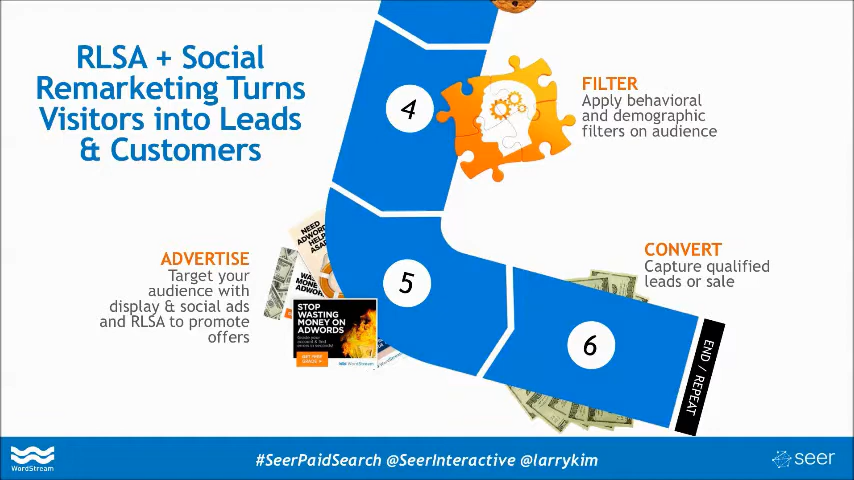 RLSA + Social
Remarketing Turns
Visitors into Leads
& Customers
4
FILTER
Apply behavioral
and demographic
filters on audience
ADVERTISE
Target your
audience with
display & social ads
and RLSA to promote
offers
NEED
ADWORDS
HELP
ASAP
STOP
WASTING
MONEY ON
ADWORDS
WordStream
5
CONVERT
Capture qualified
leads or sale
6
END / REPEAT
WordStream
#SeerPaidSearch @SeerInteractive @larrykim
seer